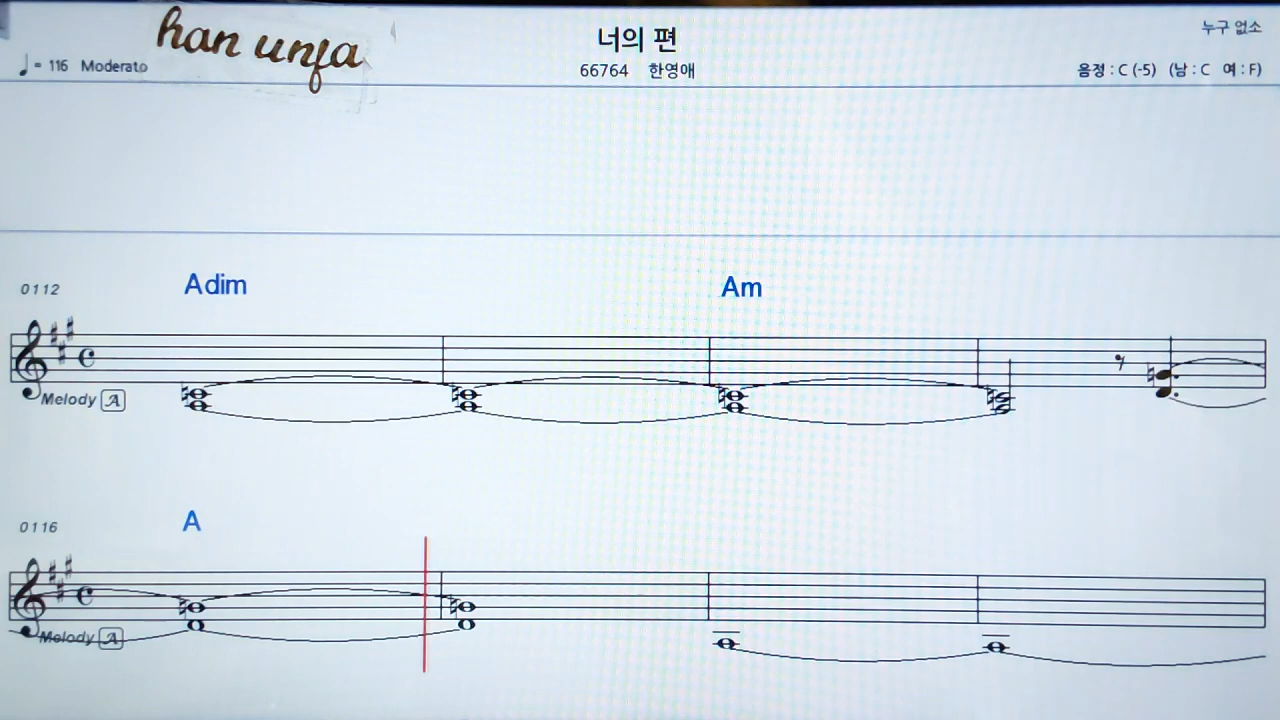 han unfa
너의 편
누구 없소
♩= 116 Moderato
66764 한영애
음정 : C (-5) (남 : C 여 : F)
Adim
Am
0112
Melody A
A
0116
Melody A